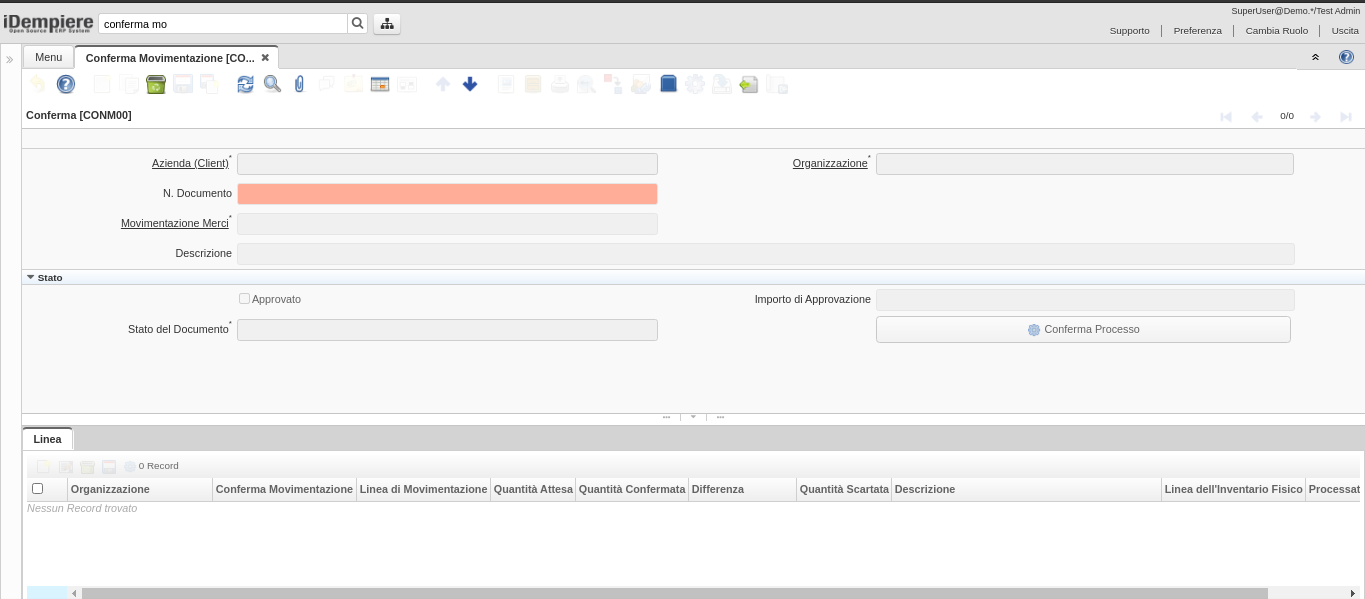 SuperUser@Demo.*/Test Admin
iDempiere
Open Source ERP System
conferma mo
Supporto
Preferenza
Cambia Ruolo
Uscita
Menu
Conferma Movimentazione [CO...
Conferma [CONM00]
0/0
Azienda (Client)*
Organizzazione*
N. Documento
Movimentazione Merci*
Descrizione
Stato
Approvato
Importo di Approvazione
Stato del Documento*
Conferma Processo
Linea
0 Record
Organizzazione Conferma Movimentazione Linea di Movimentazione Quantità Attesa Quantità Confermata Differenza Quantità Scartata Descrizione Linea dell'Inventario Fisico Processat
Nessun Record trovato